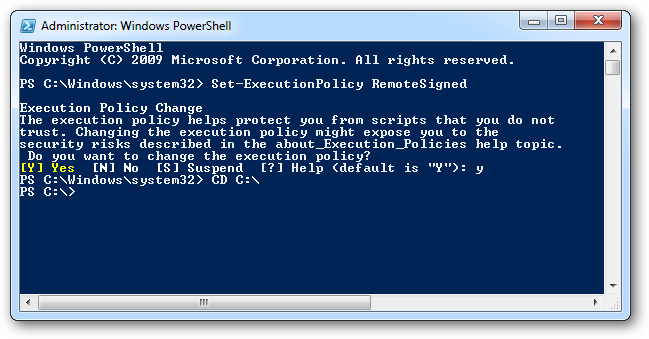 Administrator: Windows PowerShell
Windows PowerShell
Copyright (C) 2009 Microsoft Corporation. All rights reserved.
PS C:\Windows\system32> Set-ExecutionPolicy RemoteSigned
Execution Policy Change
The execution policy helps protect you from scripts that you do not
trust. Changing the execution policy might expose you to the
security risks described in the about_Execution_Policies help topic.
 Do you want to change the execution policy?
[Y] Yes  [N] No  [S] Suspend  [?] Help (default is "Y"): y
PS C:\Windows\system32> CD C:\
PS C:\>